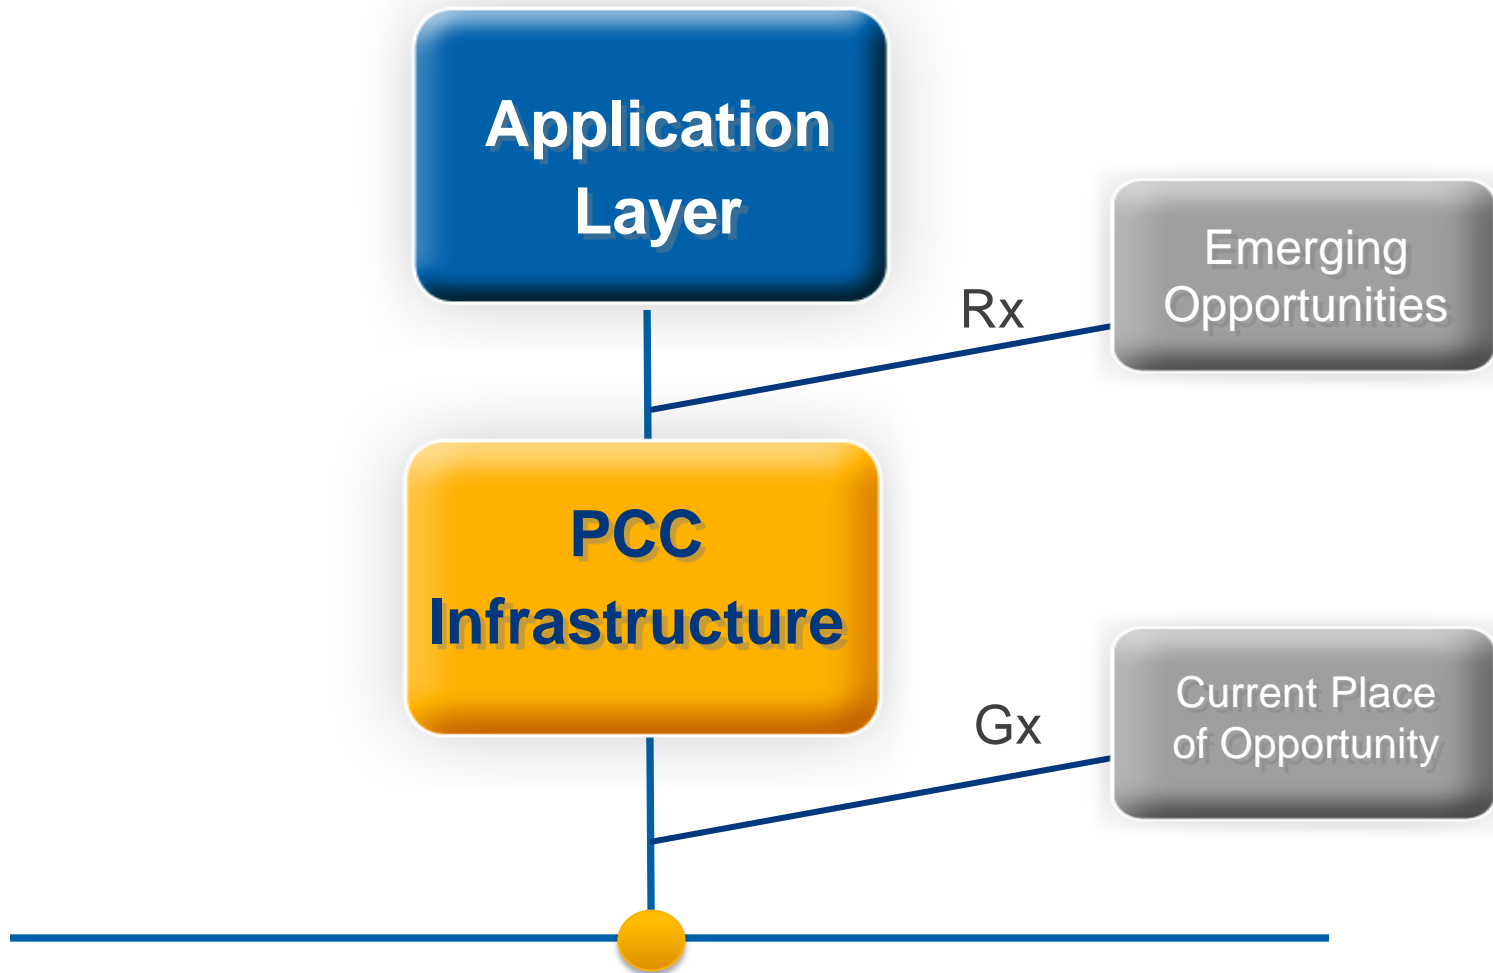 Application
Layer
Emerging
Opportunities
Rx
PCC
Infrastructure
Current Place
of Opportunity
Gx